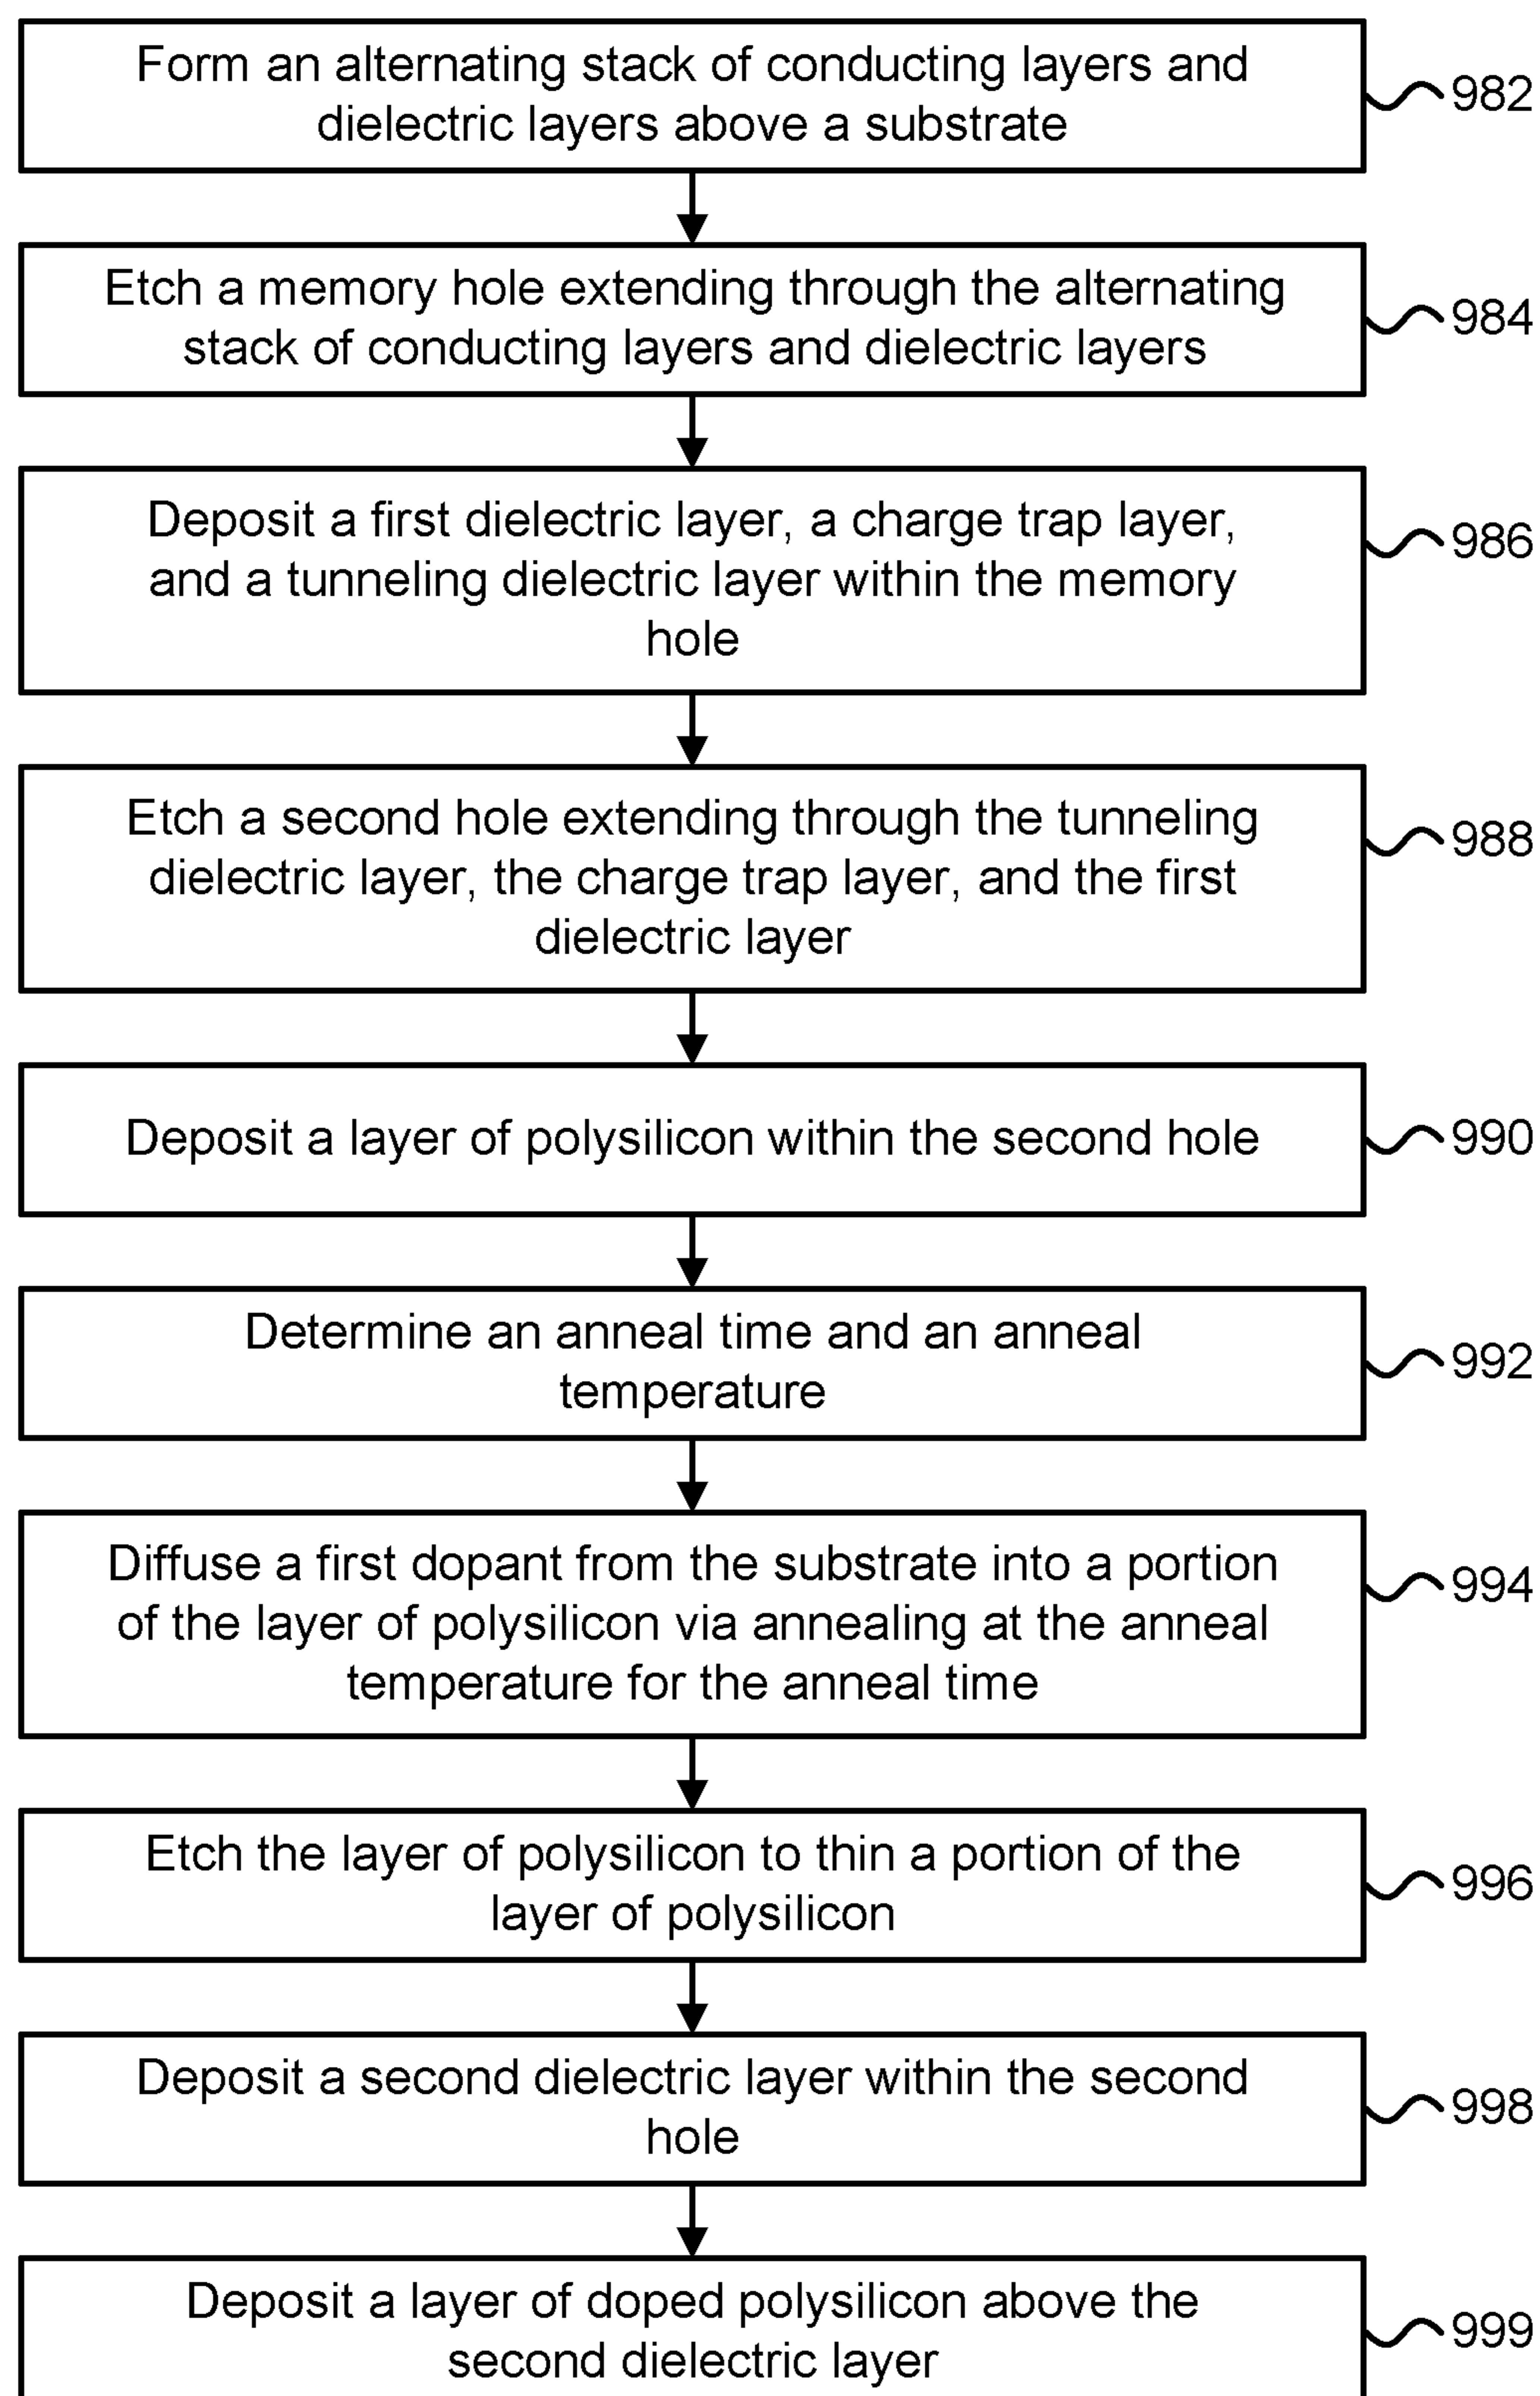 Form an alternating stack of conducting layers and
dielectric layers above a substrate
982
Etch a memory hole extending through the alternating
stack of conducting layers and dielectric layers
984
Deposit a first dielectric layer, a charge trap layer,
and a tunneling dielectric layer within the memory
hole
986
Etch a second hole extending through the tunneling
dielectric layer, the charge trap layer, and the first
dielectric layer
988
Deposit a layer of polysilicon within the second hole
990
Determine an anneal time and an anneal
temperature
992
Diffuse a first dopant from the substrate into a portion
of the layer of polysilicon via annealing at the anneal
temperature for the anneal time
994
Etch the layer of polysilicon to thin a portion of the
layer of polysilicon
996
Deposit a second dielectric layer within the second
hole
998
Deposit a layer of doped polysilicon above the
second dielectric layer
999